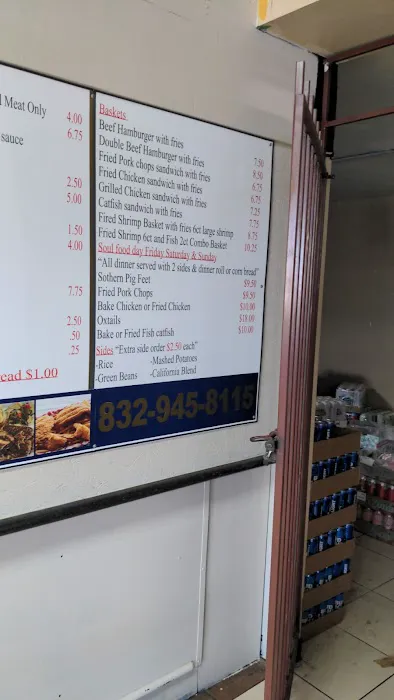 l Meat Only 4.00
sauce 6.75
2.50
5.00
1.50
4.00
7.75
2.50
.50
.25
ead $1.00
Baskets
Beef Hamburger with fries 7.50
Double Beef Hamburger with fries 8.50
Fried Pork chops sandwich with fries 6.75
Fried Chicken sandwich with fries 6.75
Grilled Chicken sandwich with fries 7.25
Catfish sandwich with fries 7.75
Fired Shrimp Basket with fries 6ct large shrimp 8.75
Fried Shrimp 6ct and Fish 2ct Combo Basket 10.25
Soul food day Friday Saturday & Sunday
"All dinner served with 2 sides & dinner roll or corn bread"
Sothern Pig Feet $9.50
Fried Pork Chops $9.50
Bake Chicken or Fried Chicken $10.00
Oxtails $18.00
Bake or Fried Fish catfish $10.00
Sides "Extra side order $2.50 each"
-Rice -Mashed Potatoes
-Green Beans -California Blend
832-945-8115